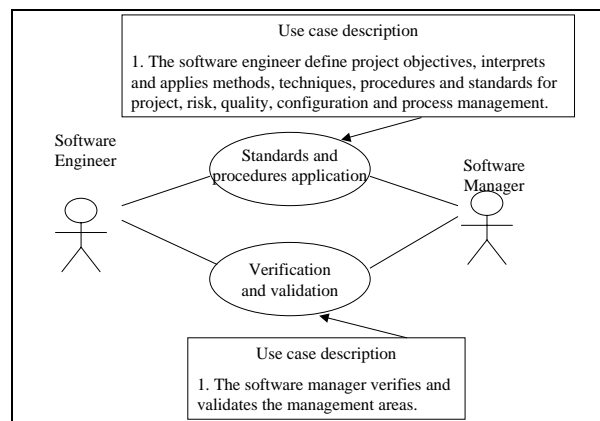 Use case description
1. The software engineer define project objectives, interprets
and applies methods, techniques, procedures and standards for
project, risk, quality, configuration and process management.
Software
Engineer
Standards and
procedures application
Software
Manager
Verification
and validation
Use case description
1. The software manager verifies and
validates the management areas.